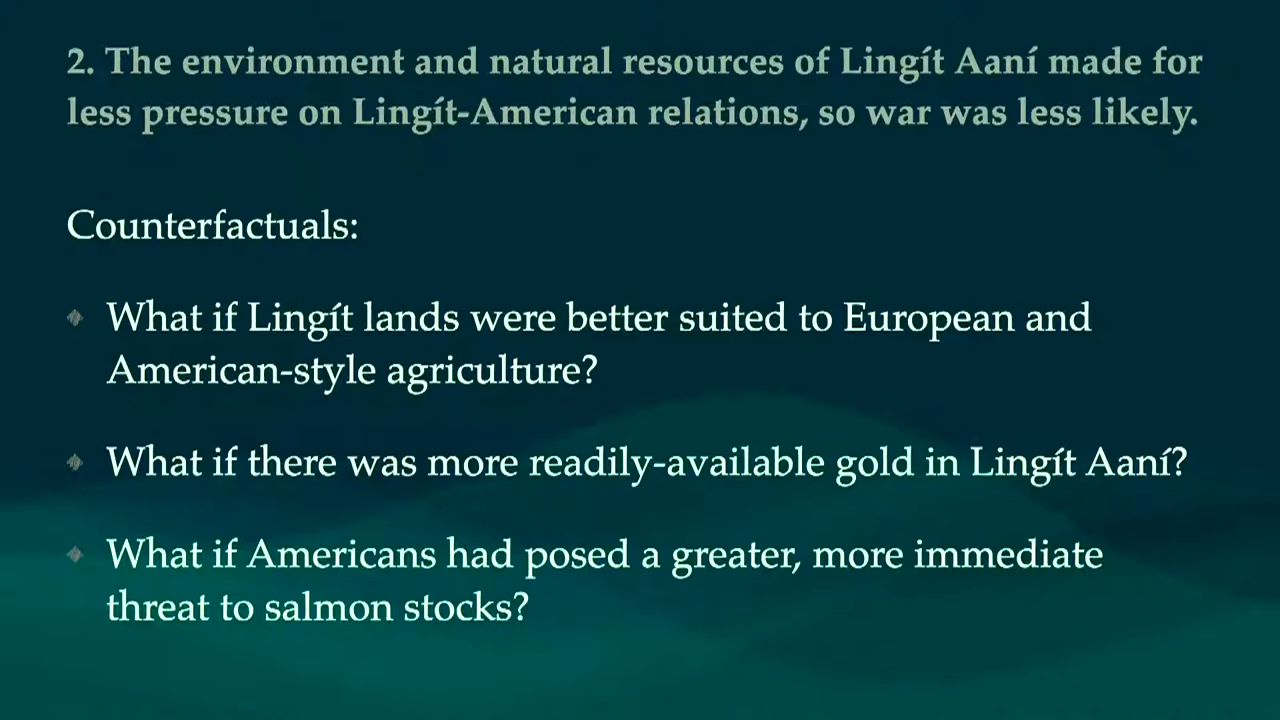 2. The environment and natural resources of Lingít Aaní made for
less pressure on Lingít-American relations, so war was less likely.
Counterfactuals:
What if Lingít lands were better suited to European and
American-style agriculture?
What if there was more readily-available gold in Lingít Aaní?
What if Americans had posed a greater, more immediate
threat to salmon stocks?